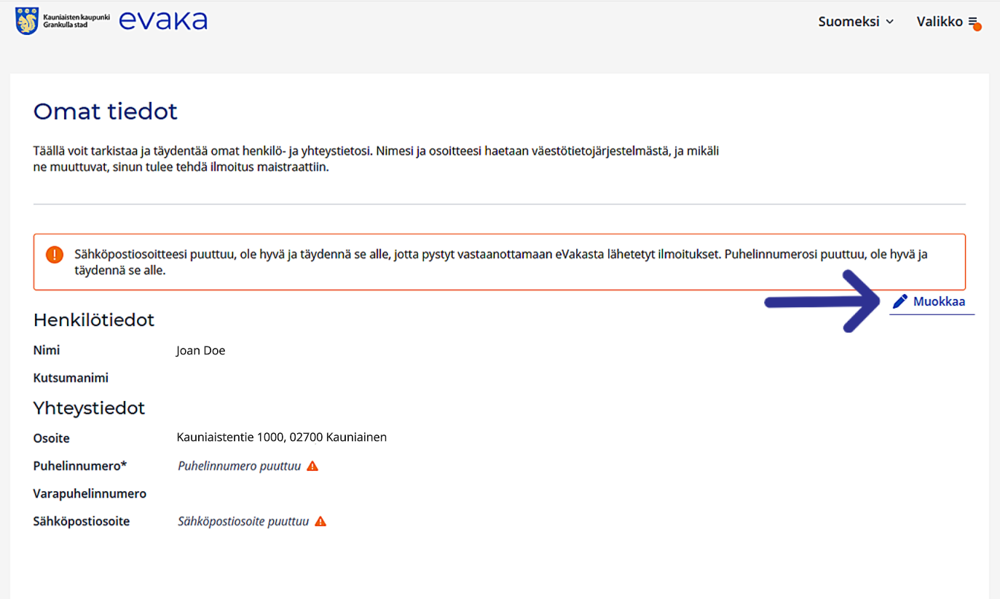 Kauniaisten kaupunki
Grankulla stad
evaka
Suomeksi
Valikko
Omat tiedot
Täällä voit tarkistaa ja täydentää omat henkilö- ja yhteystietosi. Nimesi ja osoitteesi haetaan väestötietojärjestelmästä, ja mikäli
ne muuttuvat, sinun tulee tehdä ilmoitus maistraattiin.
Sähköpostiosoitteesi puuttuu, ole hyvä ja täydennä se alle, jotta pystyt vastaanottamaan eVakasta lähetetyt ilmoitukset. Puhelinnumerosi puuttuu, ole hyvä ja
täydennä se alle.
Muokkaa
Henkilötiedot
Nimi Joan Doe
Kutsumanimi
Yhteystiedot
Osoite Kauniaistentie 1000, 02700 Kauniainen
Puhelinnumero* Puhelinnumero puuttuu
Varapuhelinnumero
Sähköpostiosoite Sähköpostiosoite puuttuu